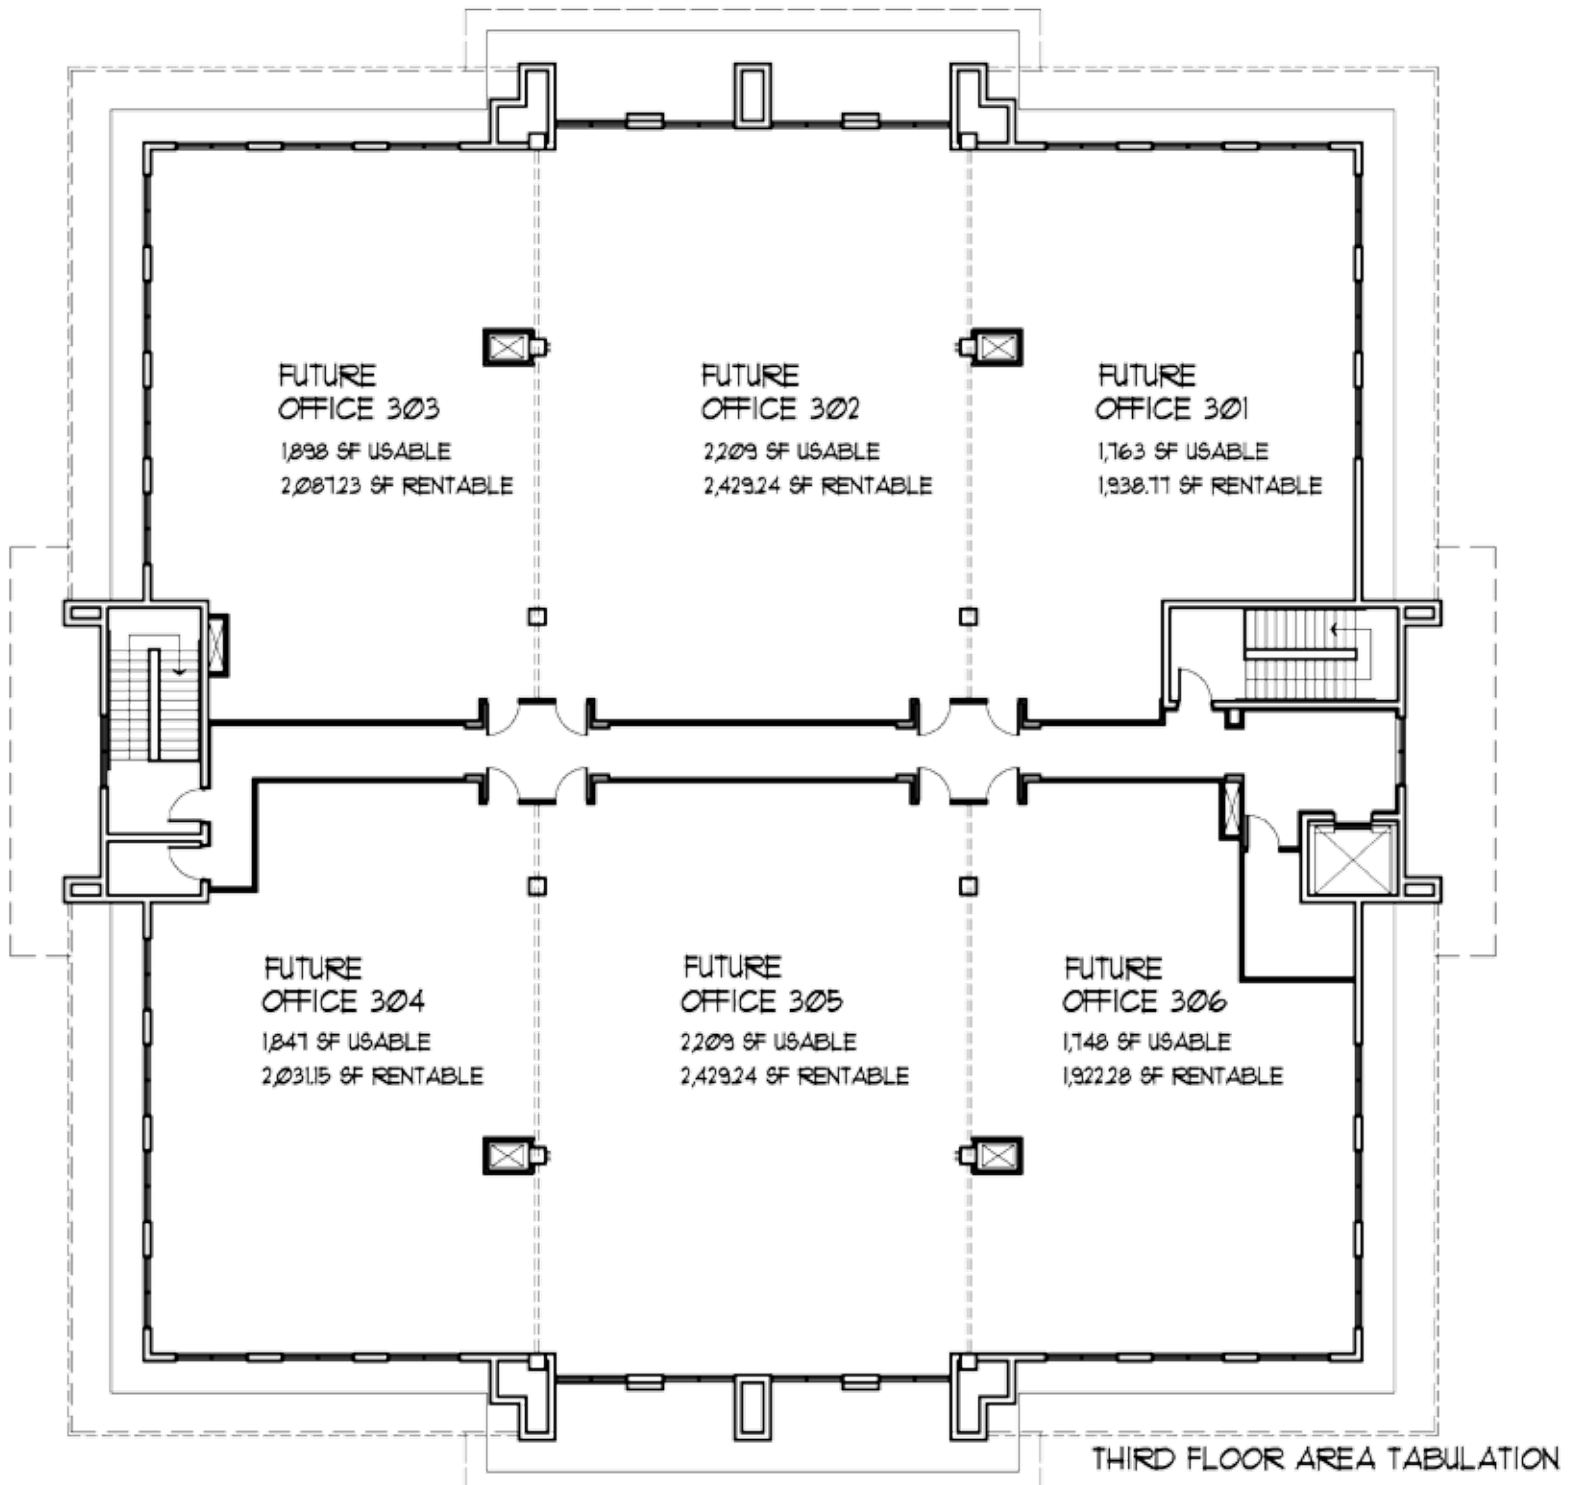 FUTURE
OFFICE 303
1,898 SF USABLE
2,087.23 SF RENTABLE
FUTURE
OFFICE 302
2,209 SF USABLE
2,429.24 SF RENTABLE
FUTURE
OFFICE 301
1,763 SF USABLE
1,938.77 SF RENTABLE
FUTURE
OFFICE 304
1,847 SF USABLE
2,031.15 SF RENTABLE
FUTURE
OFFICE 305
2,209 SF USABLE
2,429.24 SF RENTABLE
FUTURE
OFFICE 306
1,748 SF USABLE
1,922.28 SF RENTABLE
THIRD FLOOR AREA TABULATION